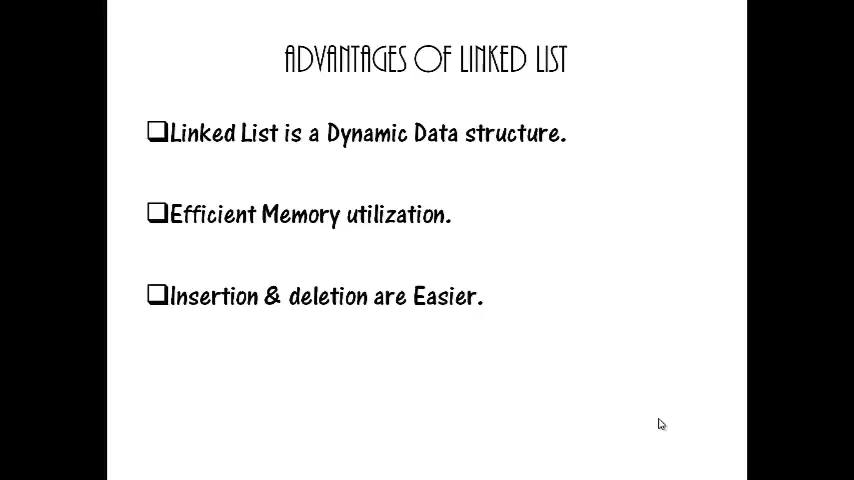 ADVANTAGES OF LINKED LIST
Linked List is a Dynamic Data structure.
Efficient Memory utilization.
Insertion & deletion are Easier.